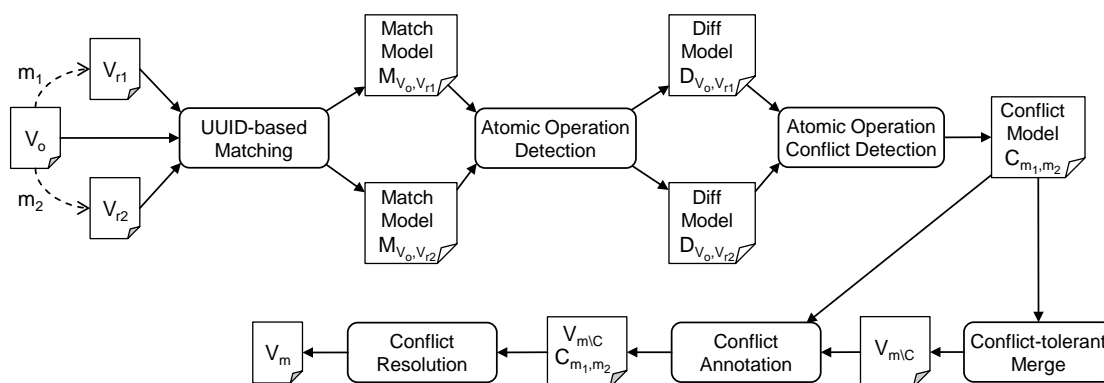 m1
Vr1
Vo
m2
Vr2
UUID-based
Matching
Match
Model
MVo,Vr1
Match
Model
MVo,Vr2
Atomic Operation
Detection
Diff
Model
DVo,Vr1
Diff
Model
DVo,Vr2
Atomic Operation
Conflict Detection
Conflict
Model
Cm1,m2
Conflict-tolerant
Merge
Vm\C
Conflict
Annotation
Vm\C
Cm1,m2
Conflict
Resolution
Vm